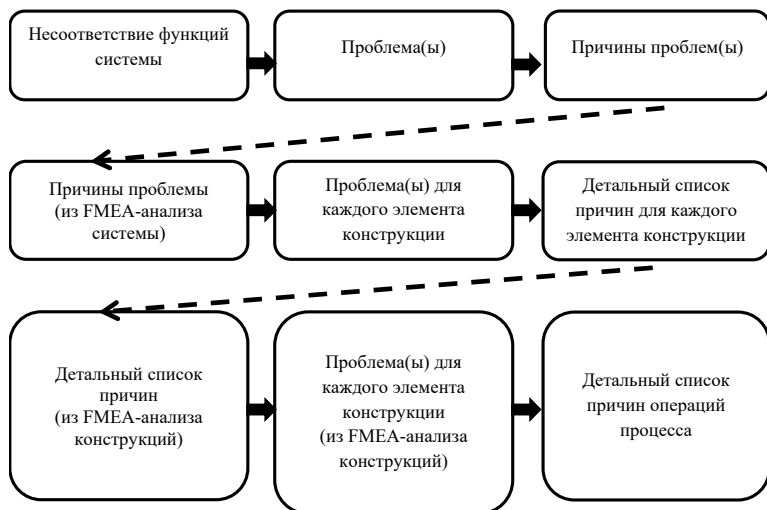 Несоответствие функций
системы
Проблема(ы)
Причины проблем(ы)
Причины проблемы
(из FMEA-анализа
системы)
Проблема(ы) для
каждого элемента
конструкции
Детальный список
причин для каждого
элемента конструкции
Детальный список
причин
(из FMEA-анализа
конструкций)
Проблема(ы) для
каждого элемента
конструкции
(из FMEA-анализа
конструкций)
Детальный список
причин операций
процесса